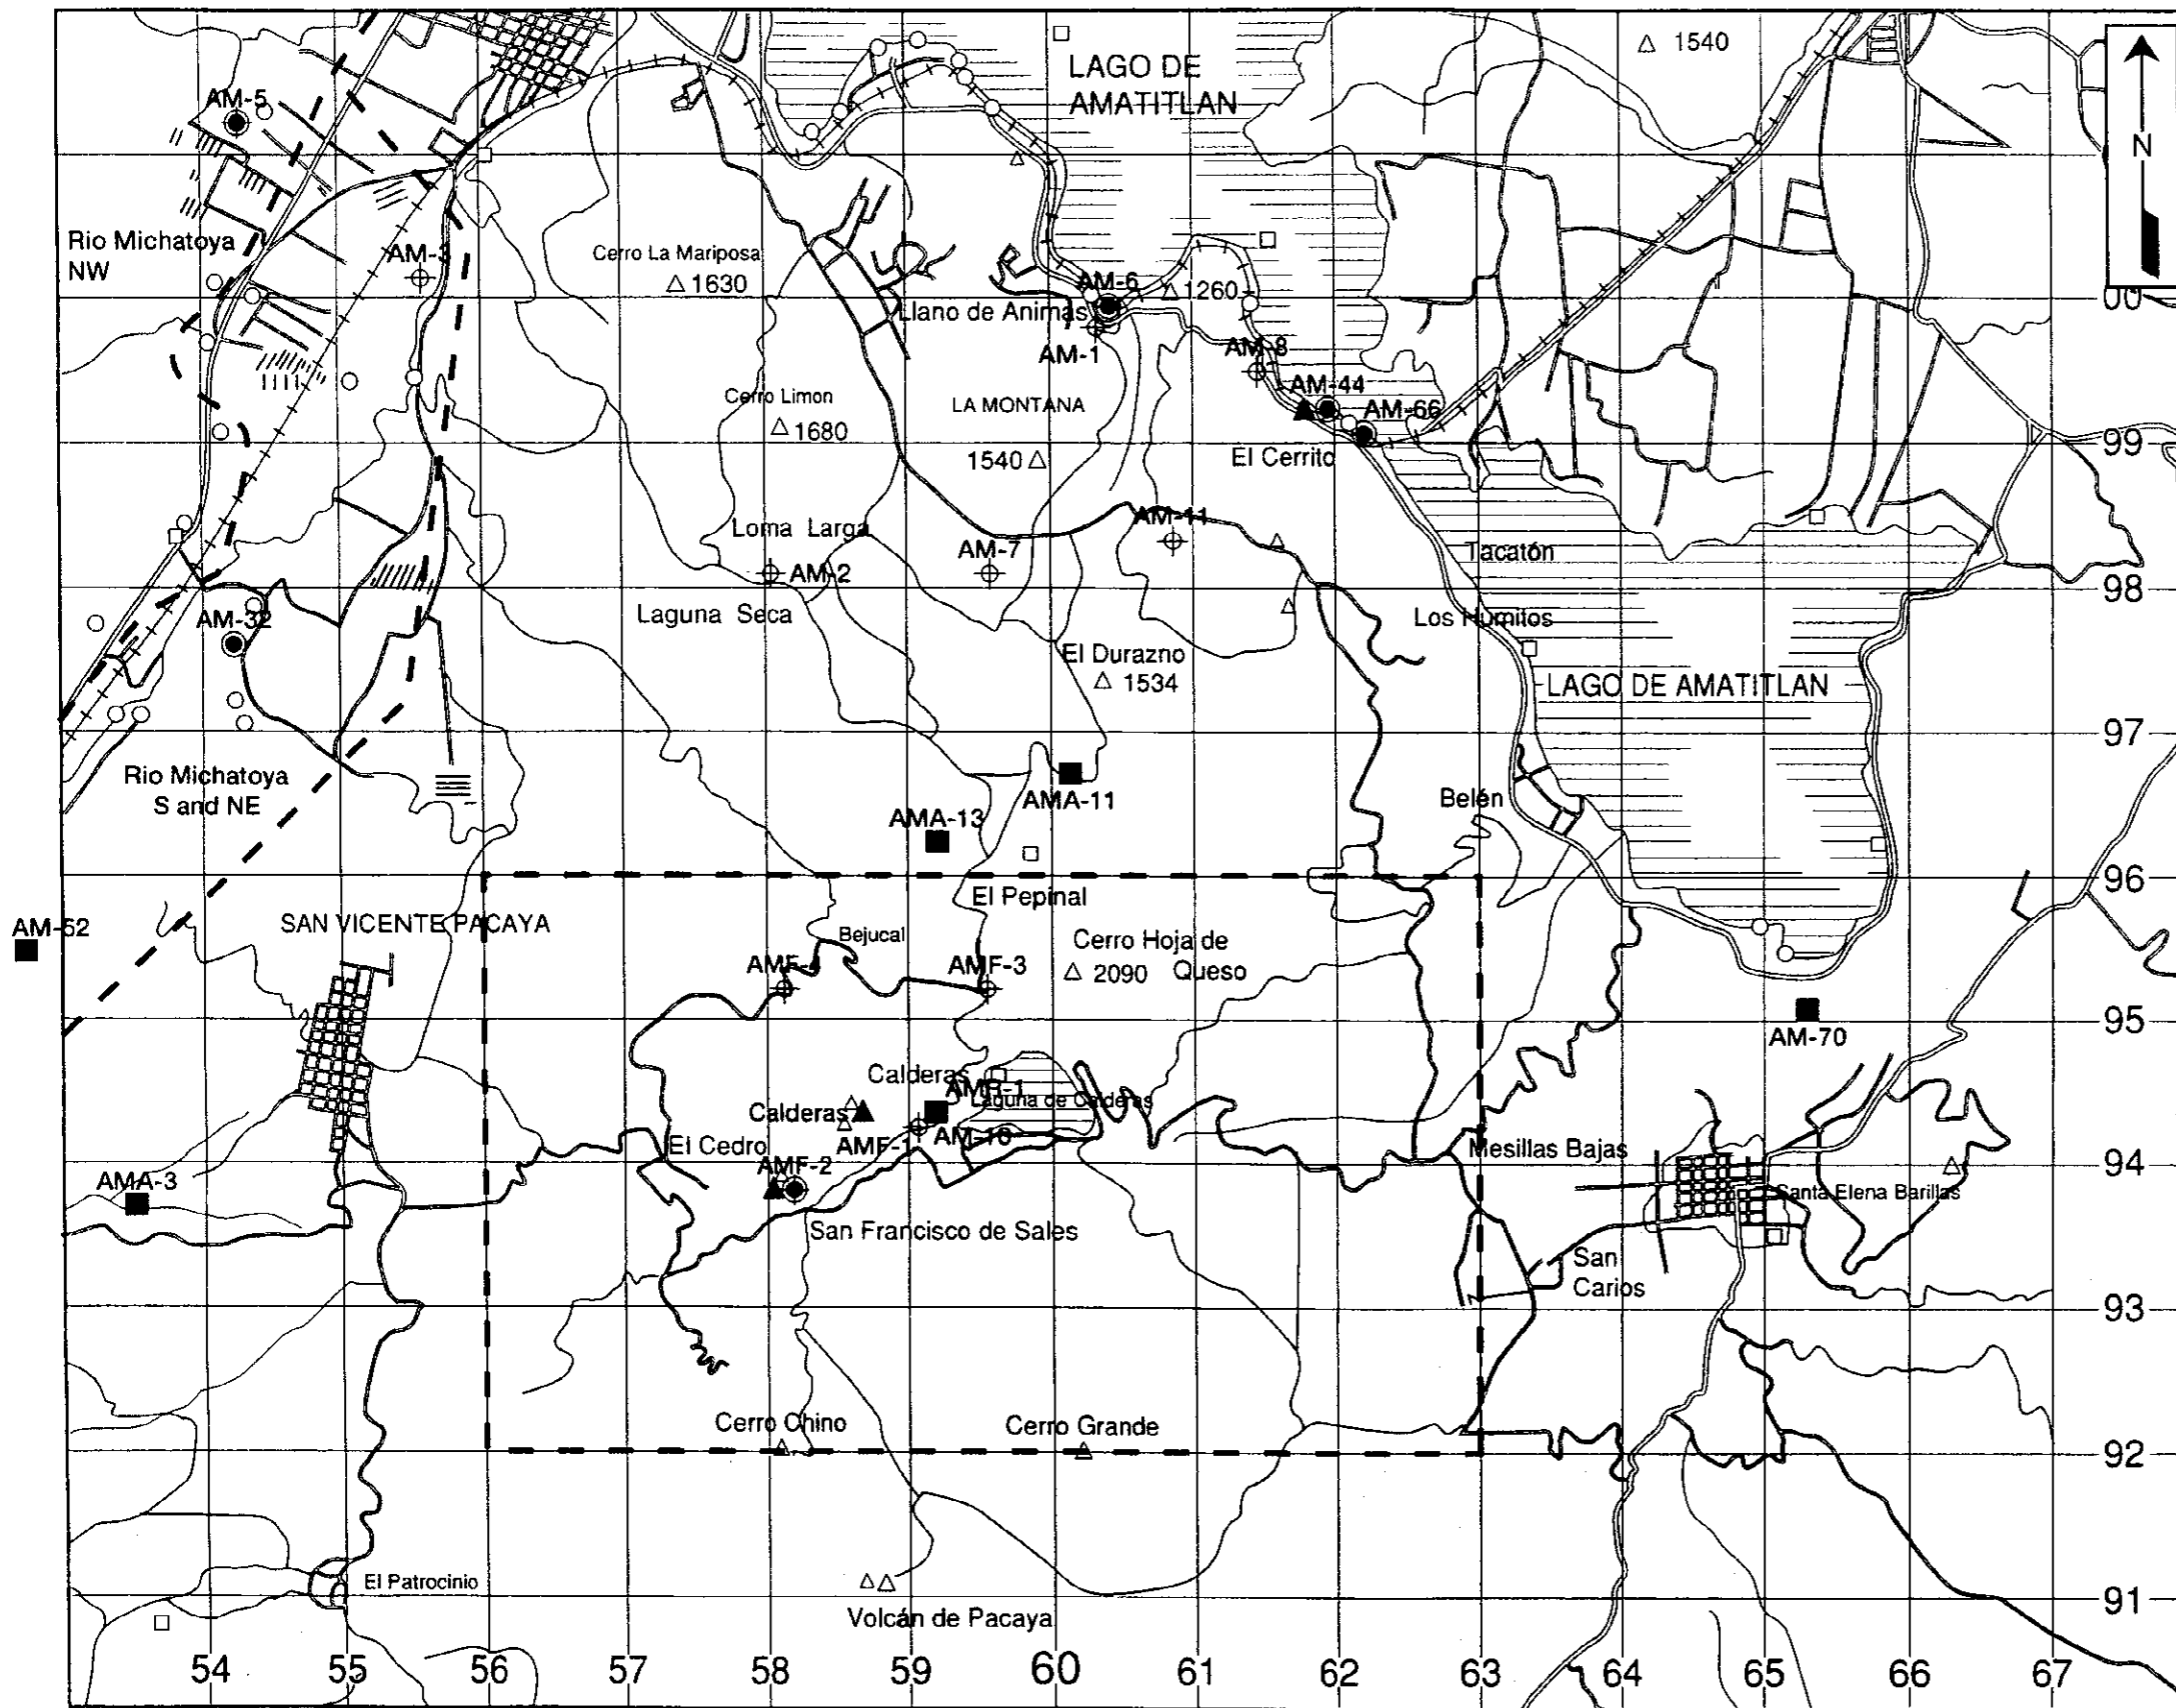 1540
LAGO DE
AMATITLAN
N
AM-5
Rio Michatoya
NW
AM-3
Cerro La Mariposa
1630
AM-6
1260
00
Llano de Animas
AM-1
AM-8
AM-44
Cerro Limon
1680
LA MONTANA
AM-66
1540
El Cerrito
99
Loma Larga
AM-11
AM-7
Tacatón
AM-2
98
Laguna Seca
Los Humitos
AM-32
El Durazno
1534
LAGO DE AMATITLAN
97
Rio Michatoya
S and NE
AMA-11
Belén
AMA-13
96
El Pepinal
SAN VICENTE PACAYA
AM-52
Bejucal
Cerro Hoja de
2090 Queso
AMF-4
AMF-3
95
AM-70
Calderas
AMR-1
Laguna de Calderas
Calderas
AMF-1
AM-10
El Cedro
Mesillas Bajas
94
AMF-2
AMA-3
Santa Elena Barillas
San Francisco de Sales
San
Carlos
93
Cerro Chino
Cerro Grande
92
El Patrocinio
91
Volcán de Pacaya
54 55 56 57 58 59 60 61 62 63 64 65 66 67